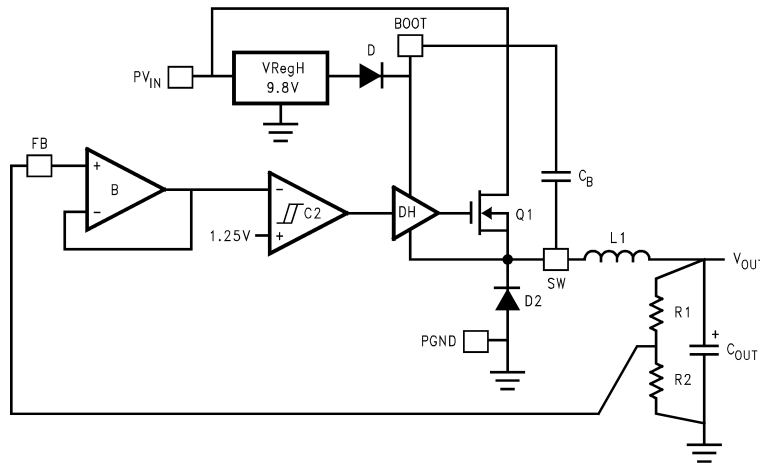 BOOT
PVIN
VRegH
9.8V
D
FB
+
B
−
−
C2
1.25V
+
DH
Q1
CB
L1
SW
VOUT
D2
PGND
R1
+
COUT
R2